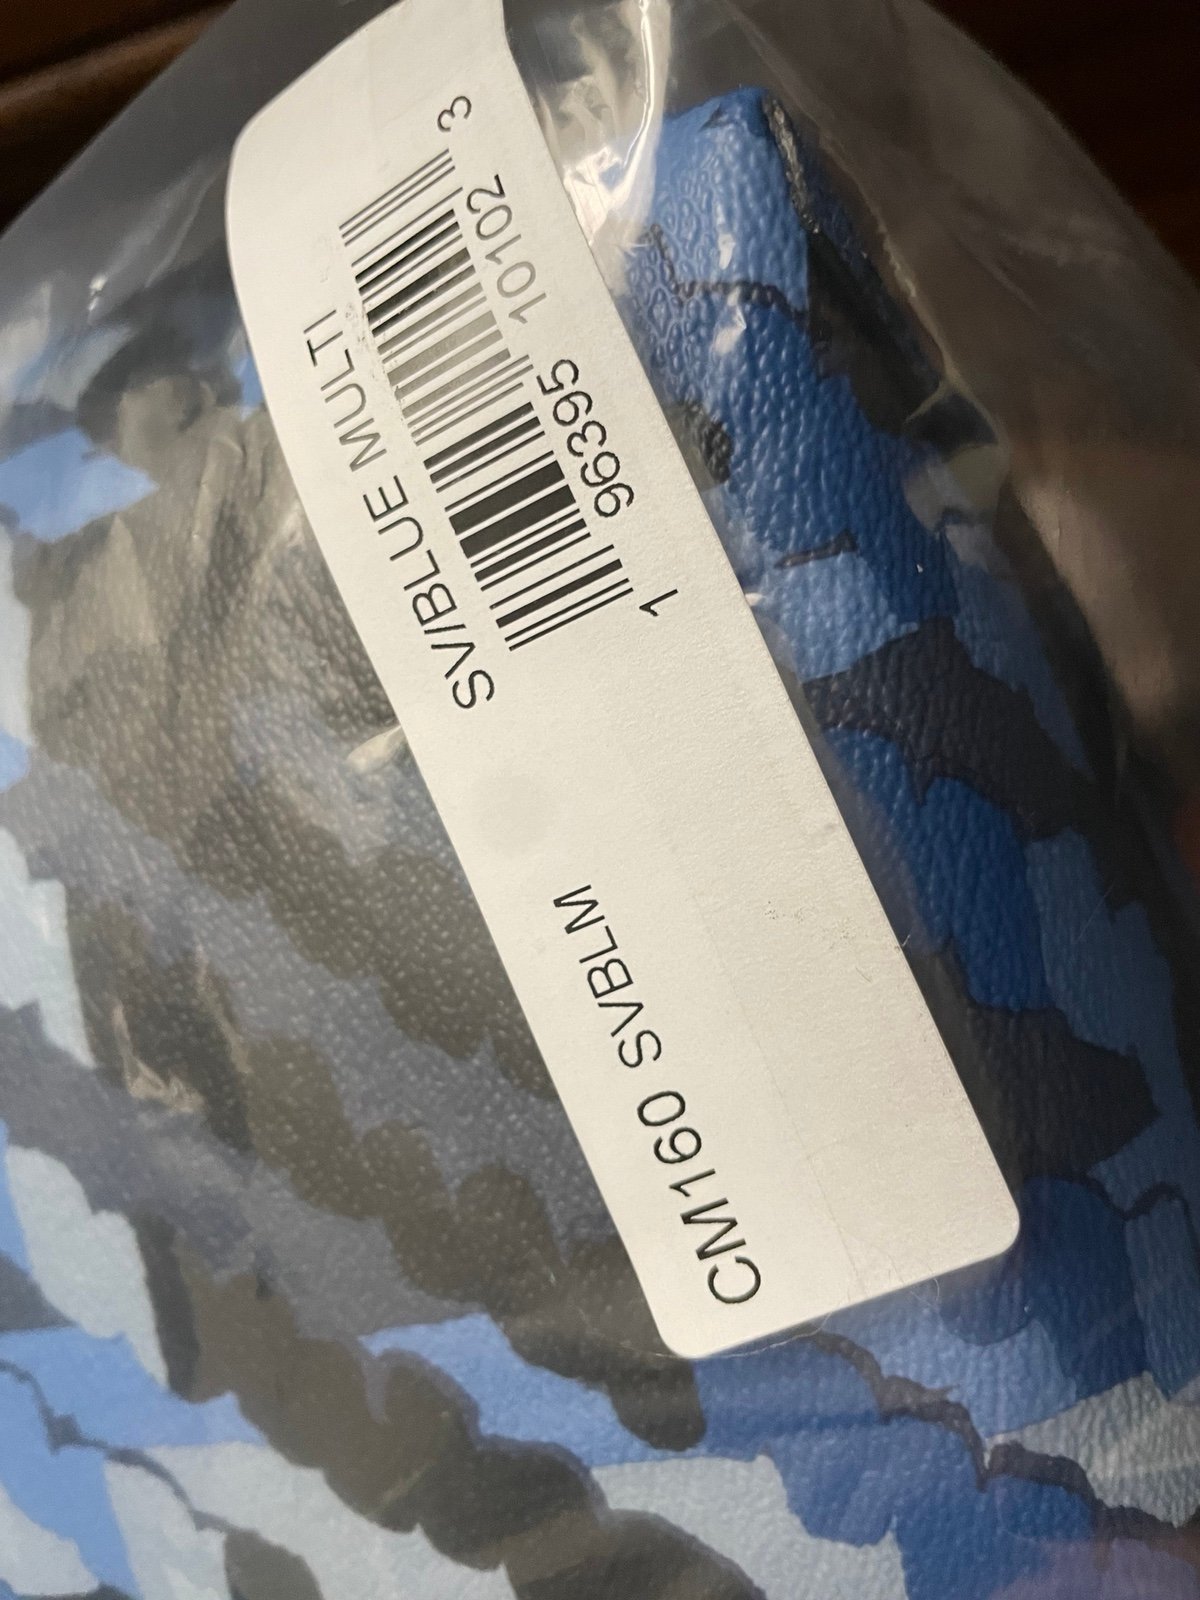 CM160 SVBLM
SV/BLUE MULTI
1 96395 10102 3